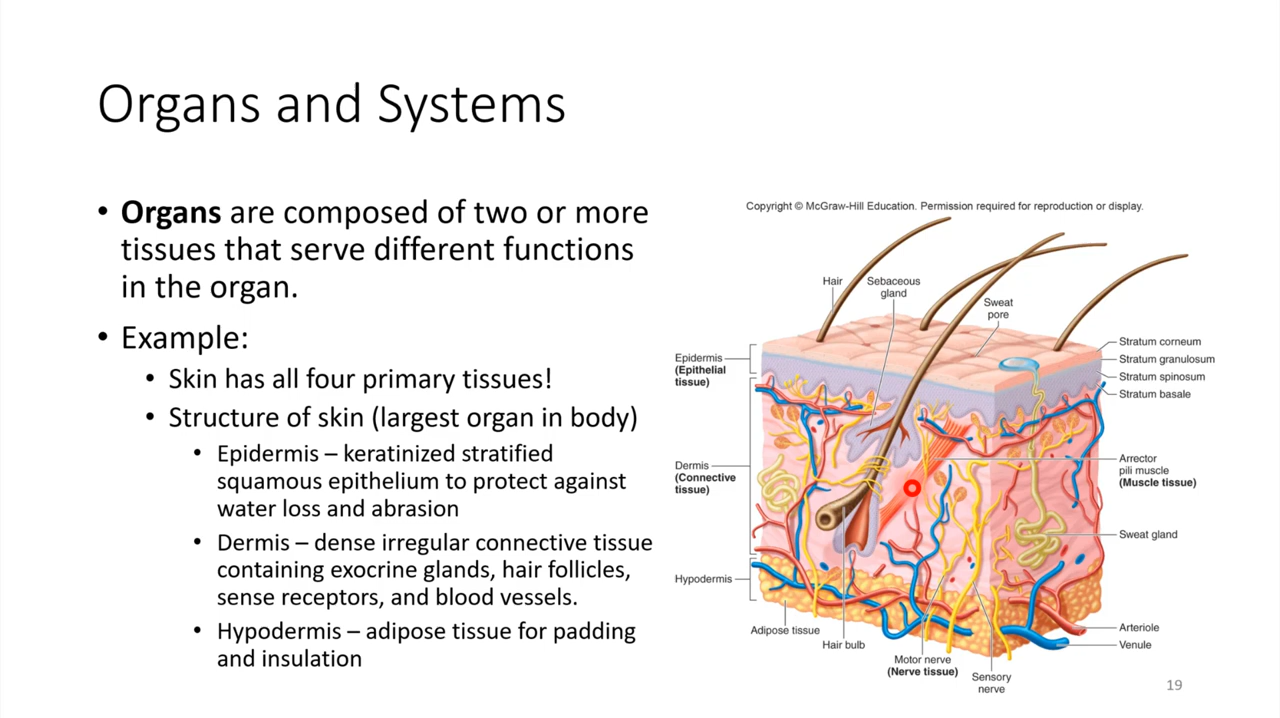 Organs and Systems
• Organs are composed of two or more
tissues that serve different functions
in the organ.
• Example:
• Skin has all four primary tissues!
• Structure of skin (largest organ in body)
• Epidermis – keratinized stratified
squamous epithelium to protect against
water loss and abrasion
• Dermis – dense irregular connective tissue
containing exocrine glands, hair follicles,
sense receptors, and blood vessels.
• Hypodermis – adipose tissue for padding
and insulation
Copyright © McGraw-Hill Education. Permission required for reproduction or display.
Hair
Sebaceous
gland
Sweat
pore
Epidermis
(Epithelial
tissue)
Dermis
(Connective
tissue)
Hypodermis
Stratum corneum
Stratum granulosum
Stratum spinosum
Stratum basale
Arrector
pili muscle
(Muscle tissue)
Sweat gland
Arteriole
Venule
Adipose tissue
Hair bulb
Motor nerve
(Nerve tissue)
Sensory
nerve
19